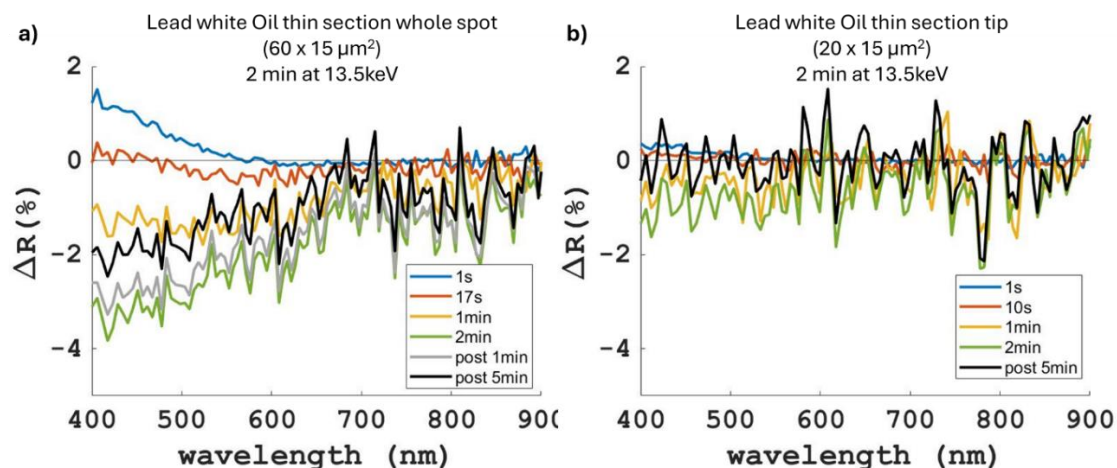 a)
Lead white Oil thin section whole spot
(60 x 15 µm²)
2 min at 13.5keV
2
0
-2
-4
ΔR(%)
1s
17s
1min
2min
post 1min
post 5min
400 500 600 700 800 900
wavelength (nm)
b)
Lead white Oil thin section tip
(20 x 15 µm²)
2 min at 13.5keV
2
0
-2
-4
ΔR(%)
1s
10s
1min
2min
post 5min
400 500 600 700 800 900
wavelength (nm)